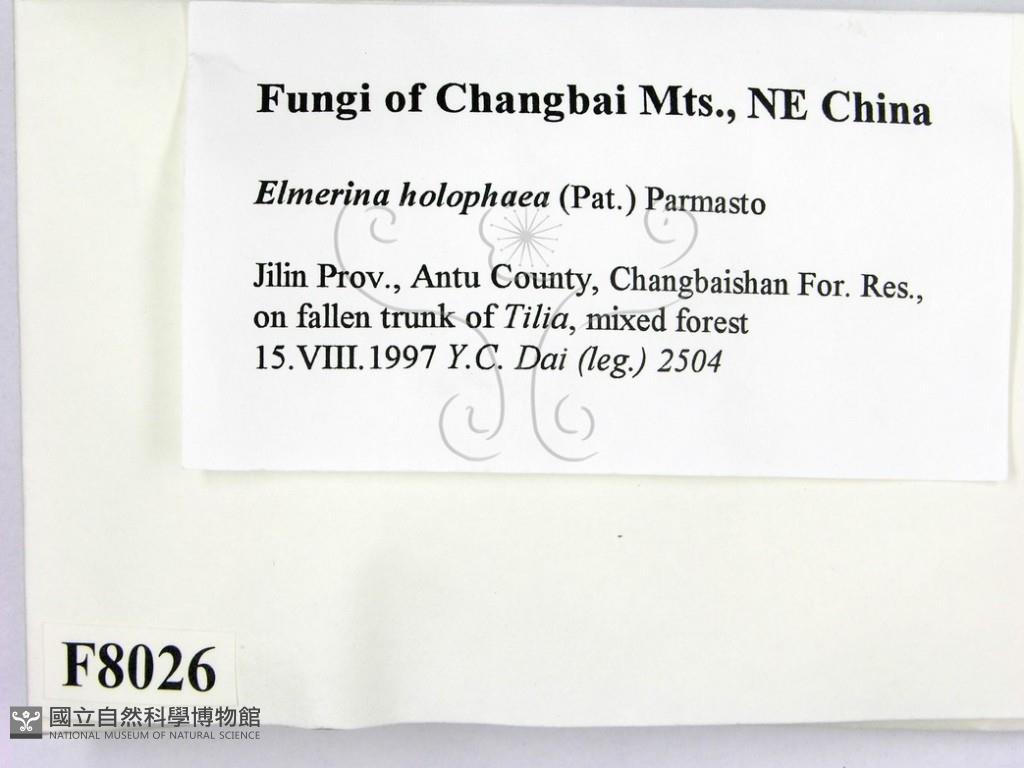 Fungi of Changbai Mts., NE China
Elmerina holophaea (Pat.) Parmasto
Jilin Prov., Antu County, Changbaishan For. Res.,
on fallen trunk of Tilia, mixed forest
15.VIII.1997 Y.C. Dai (leg.) 2504
F8026
國立自然科學博物館
NATIONAL MUSEUM OF NATURAL SCIENCE